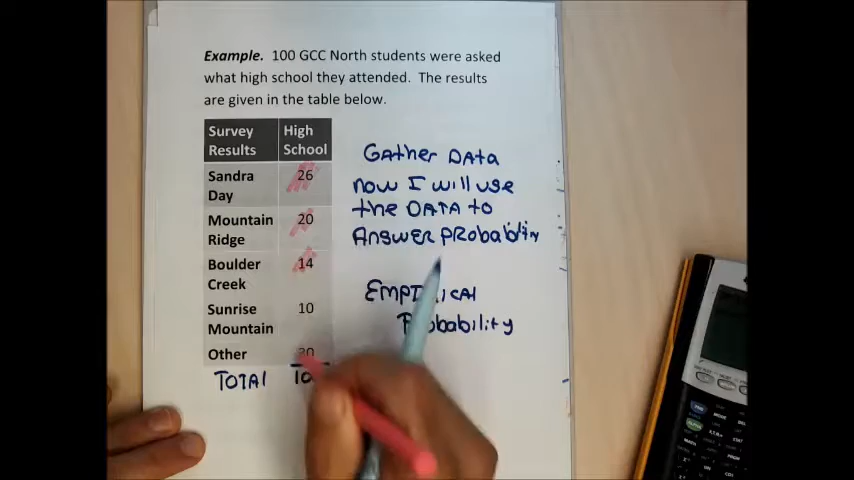 Example. 100 GCC North students were asked
what high school they attended. The results
are given in the table below.
Survey Results High School
Sandra Day 26
Mountain Ridge 20
Boulder Creek 14
Sunrise Mountain 10
Other
TOTAl
GAther DAta
now I will use
the DATA to
Answer PRobability
Probability